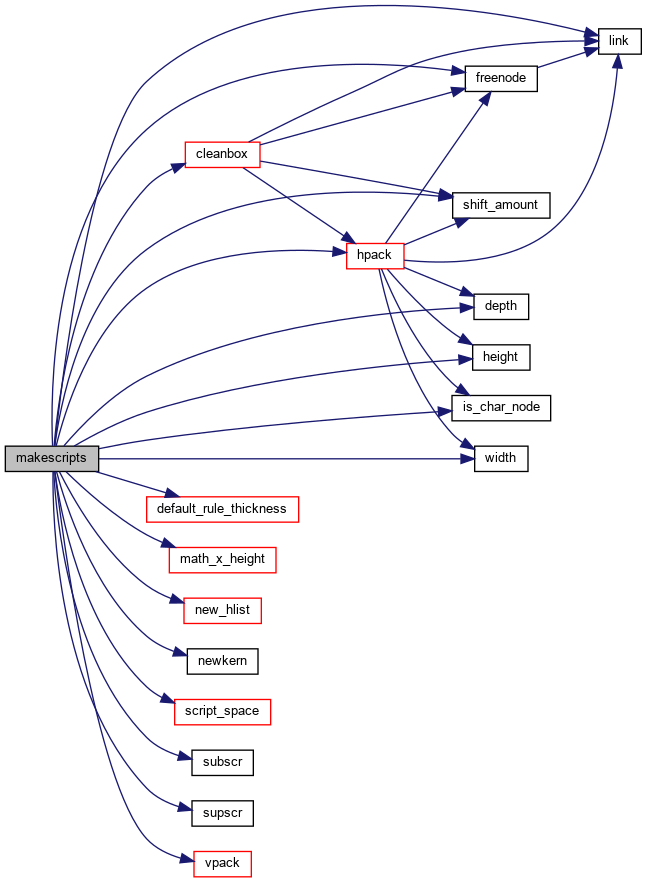 link
freenode
cleanbox
shift_amount
hpack
depth
height
is_char_node
makescripts
width
default_rule_thickness
math_x_height
new_hlist
newkern
script_space
subscr
supscr
vpack